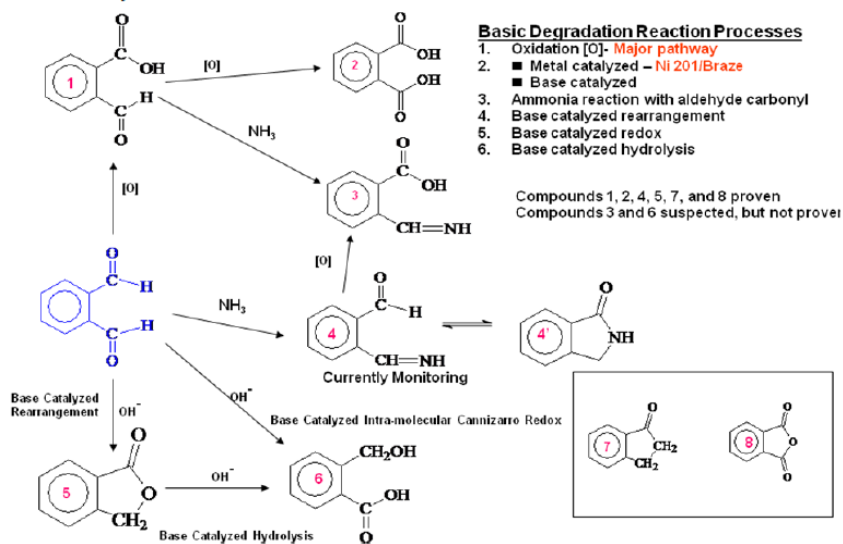 Basic Degradation Reaction Processes
1. Oxidation [O]- Major pathway
2. ■ Metal catalyzed – Ni 201/Braze
■ Base catalyzed
3. Ammonia reaction with aldehyde carbonyl
4. Base catalyzed rearrangement
5. Base catalyzed redox
6. Base catalyzed hydrolysis
Compounds 1, 2, 4, 5, 7, and 8 proven
Compounds 3 and 6 suspected, but not proven
O
C
OH
1
C
H
O
[O]
O
C
OH
2
C
OH
O
NH3
O
C
OH
3
CH=NH
[O]
[O]
O
C
H
C
H
O
NH3
O
C
H
4
CH=NH
Currently Monitoring
O
4'
NH
Base Catalyzed
Rearrangement
OH-
OH-
Base Catalyzed Intra-molecular Cannizarro Redox
O
5
O
CH2
OH-
Base Catalyzed Hydrolysis
CH2OH
6
C
OH
O
O
7
CH2
CH2
O
8
O
O